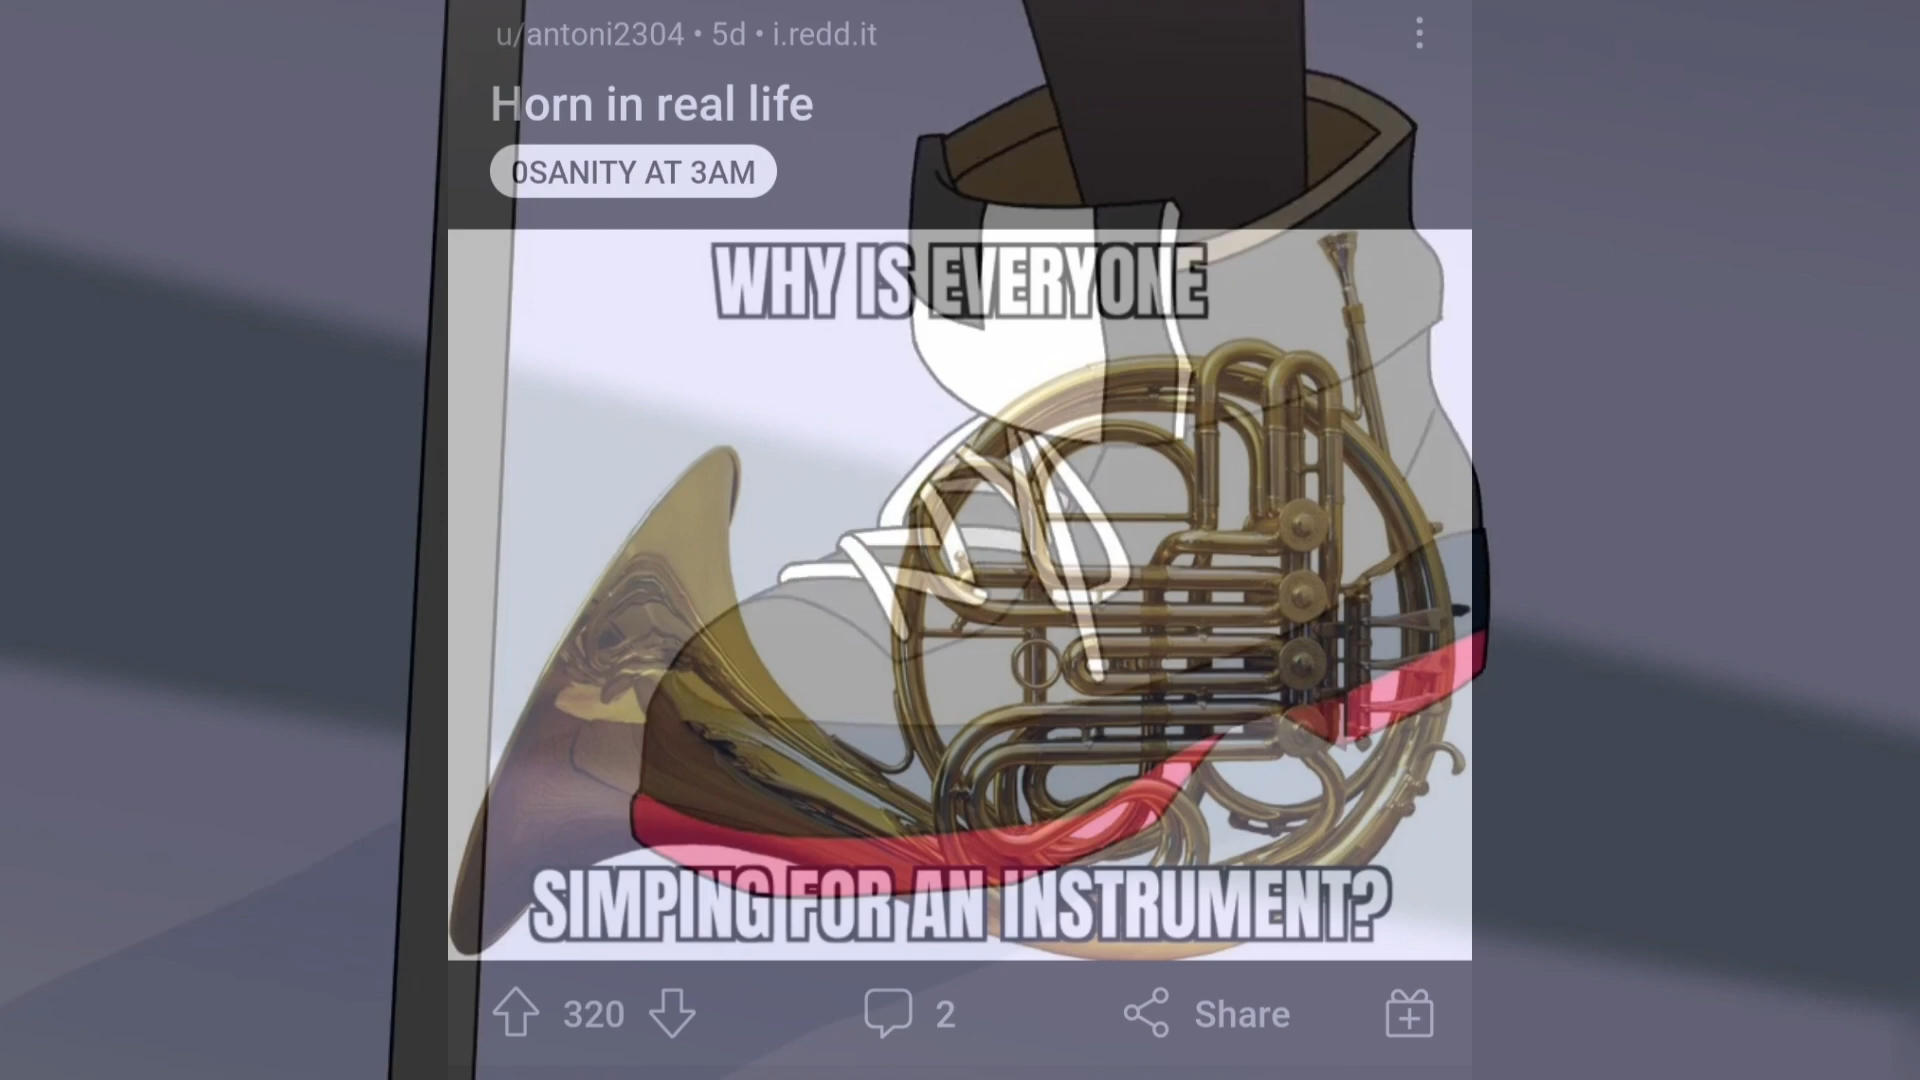 u/antoni2304 • 5d • i.redd.it
Horn in real life
0SANITY AT 3AM
WHY IS EVERYONE
SIMPING FOR AN INSTRUMENT?
320
2
Share